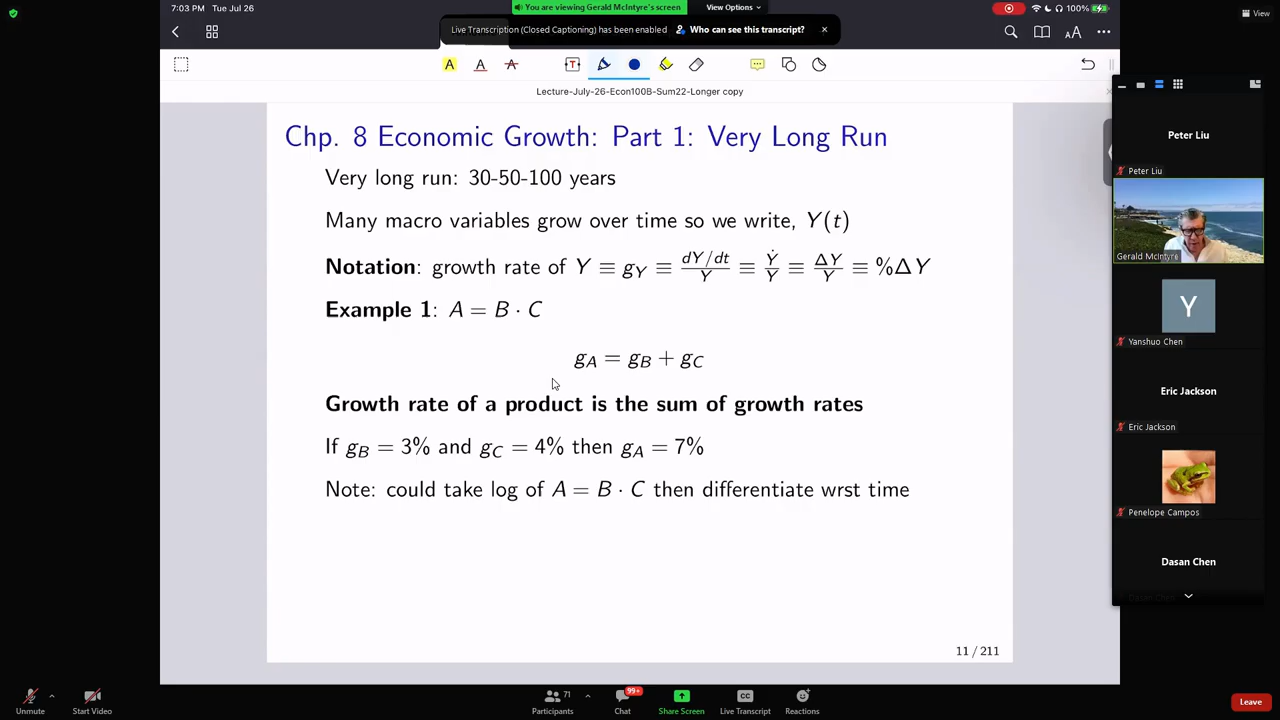 7:03 PM Tue Jul 26
You are viewing Gerald McIntyre's screen
View Options
100%
View
Live Transcription (Closed Captioning) has been enabled
Who can see this transcript?
AA
A A A T
Lecture-July-26-Econ100B-Sum22-Longer copy
Chp. 8 Economic Growth: Part 1: Very Long Run
Very long run: 30-50-100 years
Many macro variables grow over time so we write, Y(t)
Notation: growth rate of Y ≡ g_Y ≡ (dY/dt)/Y ≡ Ẏ/Y ≡ ΔY/Y ≡ %ΔY
Example 1: A = B · C
g_A = g_B + g_C
Growth rate of a product is the sum of growth rates
If g_B = 3% and g_C = 4% then g_A = 7%
Note: could take log of A = B · C then differentiate wrst time
11 / 211
Peter Liu
Peter Liu
Gerald McIntyre
Y
Yanshuo Chen
Eric Jackson
Eric Jackson
Penelope Campos
Dasan Chen
Dasan Chen
Unmute
Start Video
71
Participants
99+
Chat
Share Screen
CC
Live Transcript
Reactions
Leave